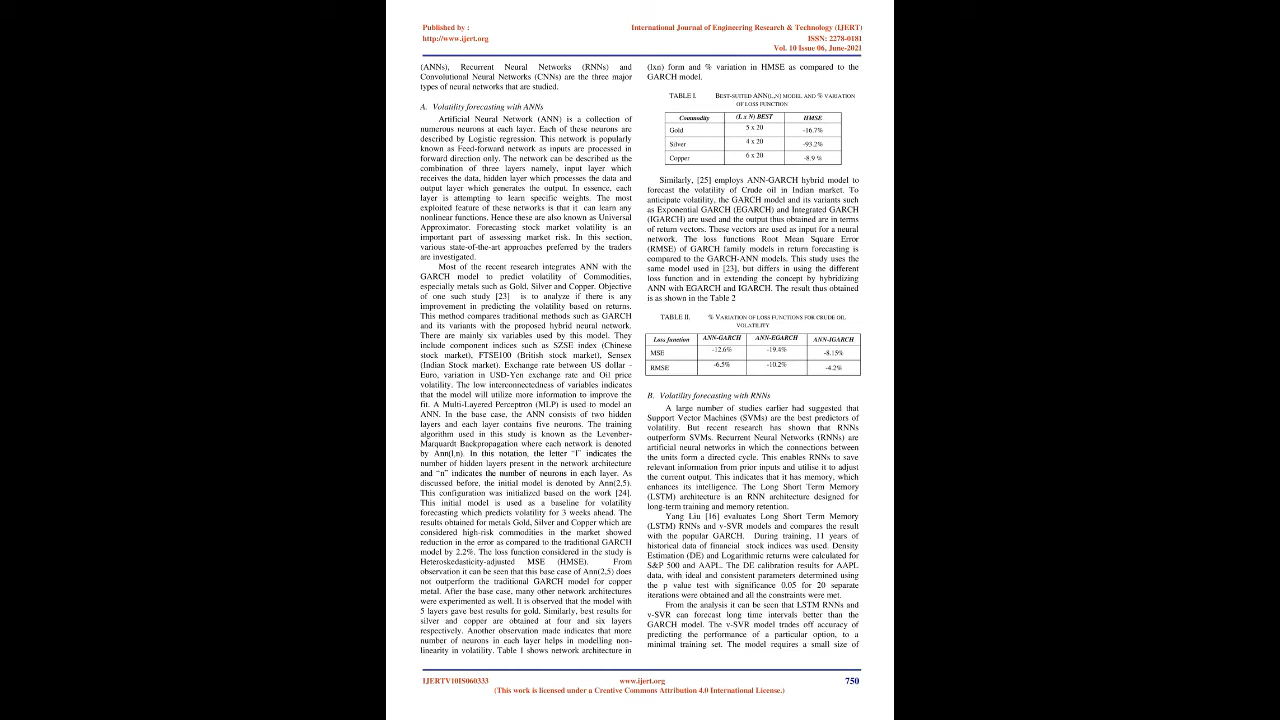 Published by :
http://www.ijert.org
International Journal of Engineering Research & Technology (IJERT)
ISSN: 2278-0181
Vol. 10 Issue 06, June-2021
(ANNs), Recurrent Neural Networks (RNNs) and
Convolutional Neural Networks (CNNs) are the three major
types of neural networks that are studied.
A. Volatility forecasting with ANNs
Artificial Neural Network (ANN) is a collection of
numerous neurons at each layer. Each of these neurons are
described by Logistic regression. This network is popularly
known as Feed-forward network as inputs are processed in
forward direction only. The network can be described as the
combination of three layers namely, input layer which
receives the data, hidden layer which processes the data and
output layer which generates the output. In essence, each
layer is attempting to learn specific weights. The most
exploited feature of these networks is that it can learn any
nonlinear functions. Hence these are also known as Universal
Approximator. Forecasting stock market volatility is an
important part of assessing market risk. In this section,
various state-of-the-art approaches preferred by the traders
are investigated.
Most of the recent research integrates ANN with the
GARCH model to predict volatility of Commodities,
especially metals such as Gold, Silver and Copper. Objective
of one such study [23] is to analyze if there is any
improvement in predicting the volatility based on returns.
This method compares traditional methods such as GARCH
and its variants with the proposed hybrid neural network.
There are mainly six variables used by this model. They
include component indices such as SZSE index (Chinese
stock market), FTSE100 (British stock market), Sensex
(Indian Stock market). Exchange rate between US dollar -
Euro, variation in USD-Yen exchange rate and Oil price
volatility. The low interconnectedness of variables indicates
that the model will utilize more information to improve the
fit. A Multi-Layered Perceptron (MLP) is used to model an
ANN. In the base case, the ANN consists of two hidden
layers and each layer contains five neurons. The training
algorithm used in this study is known as the Levenber-
Marquardt Backpropagation where each network is denoted
by Ann(l,n). In this notation, the letter “l” indicates the
number of hidden layers present in the network architecture
and “n” indicates the number of neurons in each layer. As
discussed before, the initial model is denoted by Ann(2,5).
This configuration was initialized based on the work [24].
This initial model is used as a baseline for volatility
forecasting which predicts volatility for 3 weeks ahead. The
results obtained for metals Gold, Silver and Copper which are
considered high-risk commodities in the market showed
reduction in the error as compared to the traditional GARCH
model by 2.2%. The loss function considered in the study is
Heteroskedasticity-adjusted MSE (HMSE). From
observation it can be seen that this base case of Ann(2,5) does
not outperform the traditional GARCH model for copper
metal. After the base case, many other network architectures
were experimented as well. It is observed that the model with
5 layers gave best results for gold. Similarly, best results for
silver and copper are obtained at four and six layers
respectively. Another observation made indicates that more
number of neurons in each layer helps in modelling non-
linearity in volatility. Table 1 shows network architecture in
(lxn) form and % variation in HMSE as compared to the
GARCH model.
TABLE I. BEST-SUITED ANN(L,N) MODEL AND % VARIATION
OF LOSS FUNCTION
Commodity (L x N) BEST HMSE
Gold 5 x 20 -16.7%
Silver 4 x 20 -93.2%
Copper 6 x 20 -8.9 %
Similarly, [25] employs ANN-GARCH hybrid model to
forecast the volatility of Crude oil in Indian market. To
anticipate volatility, the GARCH model and its variants such
as Exponential GARCH (EGARCH) and Integrated GARCH
(IGARCH) are used and the output thus obtained are in terms
of return vectors. These vectors are used as input for a neural
network. The loss functions Root Mean Square Error
(RMSE) of GARCH family models in return forecasting is
compared to the GARCH-ANN models. This study uses the
same model used in [23], but differs in using the different
loss function and in extending the concept by hybridizing
ANN with EGARCH and IGARCH. The result thus obtained
is as shown in the Table 2
TABLE II. % VARIATION OF LOSS FUNCTIONS FOR CRUDE OIL
VOLATILITY
Loss function ANN-GARCH ANN-EGARCH ANN-IGARCH
MSE -12.6% -19.4% -8.15%
RMSE -6.5% -10.2% -4.2%
B. Volatility forecasting with RNNs
A large number of studies earlier had suggested that
Support Vector Machines (SVMs) are the best predictors of
volatility. But recent research has shown that RNNs
outperform SVMs. Recurrent Neural Networks (RNNs) are
artificial neural networks in which the connections between
the units form a directed cycle. This enables RNNs to save
relevant information from prior inputs and utilise it to adjust
the current output. This indicates that it has memory, which
enhances its intelligence. The Long Short Term Memory
(LSTM) architecture is an RNN architecture designed for
long-term training and memory retention.
Yang Liu [16] evaluates Long Short Term Memory
(LSTM) RNNs and v-SVR models and compares the result
with the popular GARCH. During training, 11 years of
historical data of financial stock indices was used. Density
Estimation (DE) and Logarithmic returns were calculated for
S&P 500 and AAPL. The DE calibration results for AAPL
data, with ideal and consistent parameters determined using
the p value test with significance 0.05 for 20 separate
iterations were obtained and all the constraints were met.
From the analysis it can be seen that LSTM RNNs and
v-SVR can forecast long time intervals better than the
GARCH model. The v-SVR model trades off accuracy of
predicting the performance of a particular option, to a
minimal training set. The model requires a small size of
IJERTV10IS060333
www.ijert.org
750
(This work is licensed under a Creative Commons Attribution 4.0 International License.)